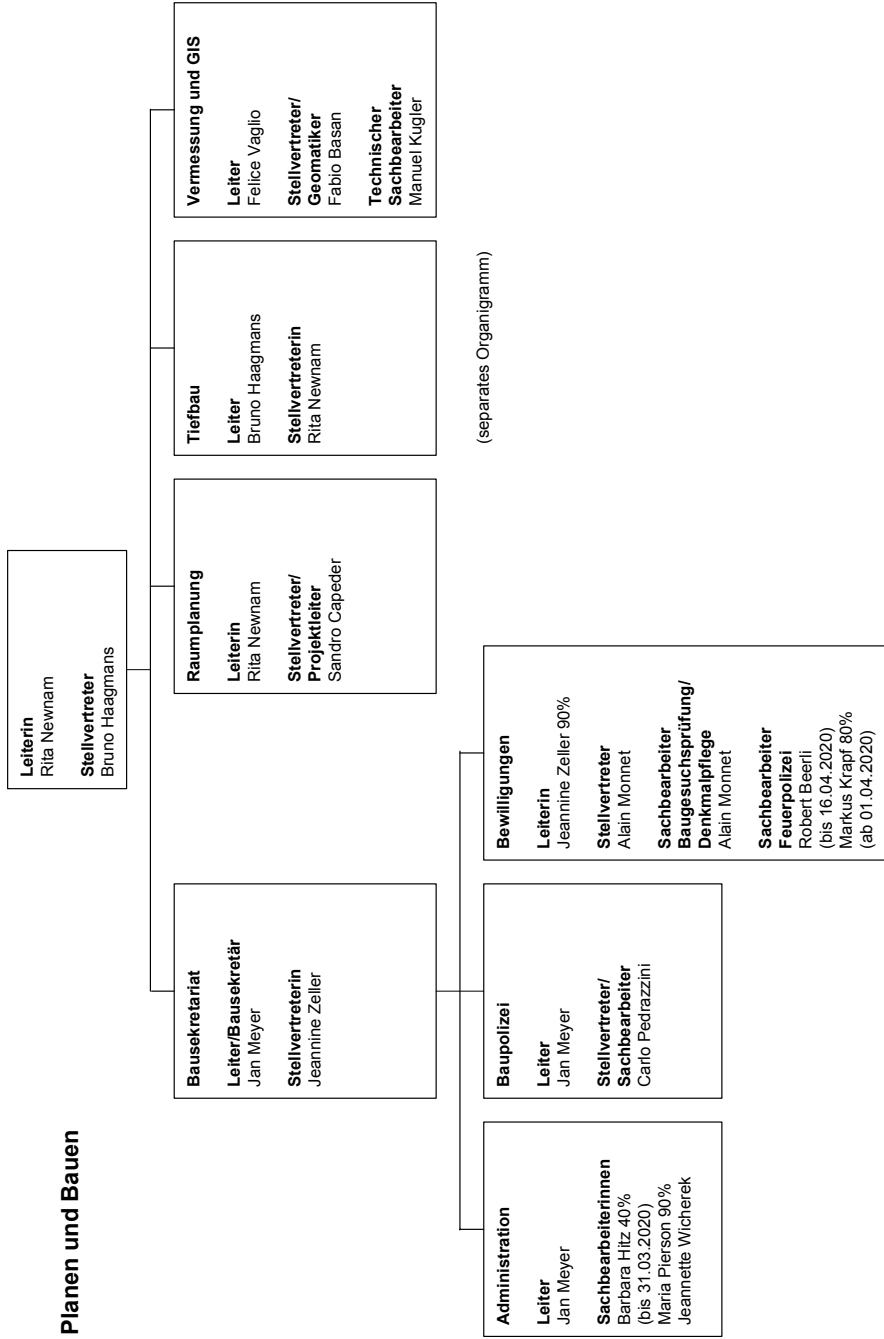 Planen und Bauen
Leiterin
Rita Newnam
Stellvertreter
Bruno Haagmans
Bausekretariat
Leiter/Bausekretär
Jan Meyer
Stellvertreterin
Jeannine Zeller
Raumplanung
Leiterin
Rita Newnam
Stellvertreter/
Projektleiter
Sandro Capeder
Tiefbau
Leiter
Bruno Haagmans
Stellvertreterin
Rita Newnam
(separates Organigramm)
Vermessung und GIS
Leiter
Felice Vaglio
Stellvertreter/
Geomatiker
Fabio Basan
Technischer
Sachbearbeiter
Manuel Kugler
Administration
Leiter
Jan Meyer
Sachbearbeiterinnen
Barbara Hitz 40%
(bis 31.03.2020)
Maria Pierson 90%
Jeannette Wicherek
Baupolizei
Leiter
Jan Meyer
Stellvertreter/
Sachbearbeiter
Carlo Pedrazzini
Bewilligungen
Leiterin
Jeannine Zeller 90%
Stellvertreter
Alain Monnet
Sachbearbeiter
Baugesuchsprüfung/
Denkmalpflege
Alain Monnet
Sachbearbeiter
Feuerpolizei
Robert Beerli
(bis 16.04.2020)
Markus Krapf 80%
(ab 01.04.2020)